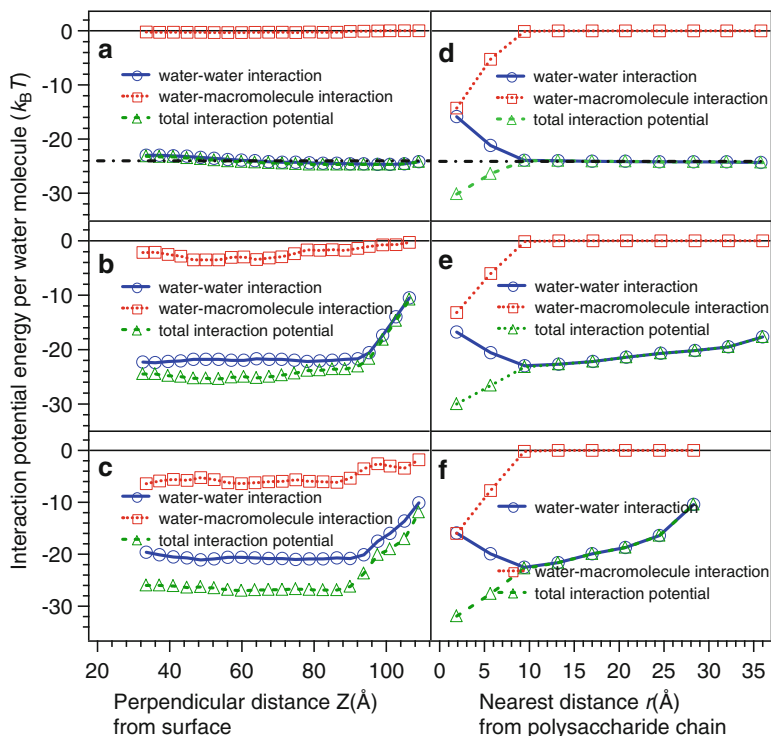 Interaction potential energy per water molecule (kBT)
a
0
-10
-20
-30
water-water interaction
water-macromolecule interaction
total interaction potential
d
water-water interaction
water-macromolecule interaction
total interaction potential
b
0
-10
-20
-30
water-water interaction
water-macromolecule interaction
total interaction potential
e
water-water interaction
water-macromolecule interaction
total interaction potential
c
0
-10
-20
-30
water-water interaction
water-macromolecule interaction
total interaction potential
f
water-water interaction
water-macromolecule interaction
total interaction potential
20 40 60 80 100
0 5 10 15 20 25 30 35
Perpendicular distance Z(Å)
from surface
Nearest distance r(Å)
from polysaccharide chain